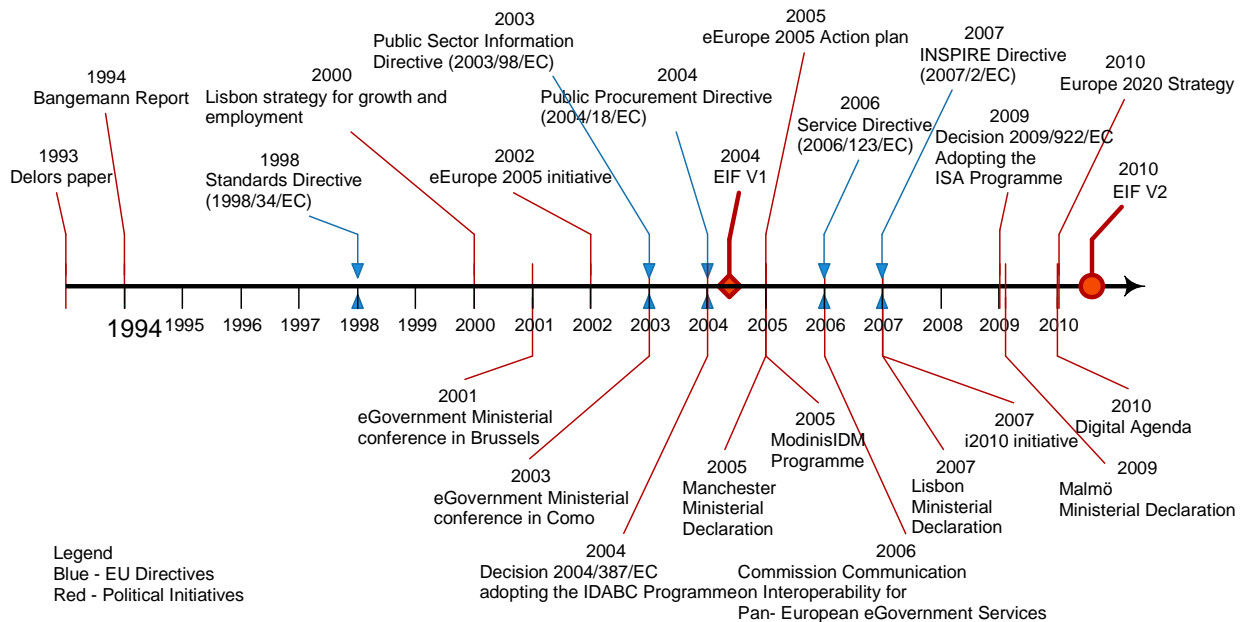 2003
Public Sector Information
Directive (2003/98/EC)
2005
eEurope 2005 Action plan
2007
INSPIRE Directive
(2007/2/EC)
1994
Bangemann Report
2000
Lisbon strategy for growth and
employment
2004
Public Procurement Directive
(2004/18/EC)
2006
Service Directive
(2006/123/EC)
2010
Europe 2020 Strategy
1993
Delors paper
1998
Standards Directive
(1998/34/EC)
2002
eEurope 2005 initiative
2004
EIF V1
2009
Decision 2009/922/EC
Adopting the
ISA Programme
2010
EIF V2
1994
1995
1996
1997
1998
1999
2000
2001
2002
2003
2004
2005
2006
2007
2008
2009
2010
2001
eGovernment Ministerial
conference in Brussels
2003
eGovernment Ministerial
conference in Como
2004
Decision 2004/387/EC
adopting the IDABC Programme
2005
Manchester
Ministerial
Declaration
2005
ModinisIDM
Programme
2006
Commission Communication
on Interoperability for
Pan- European eGovernment Services
2007
Lisbon
Ministerial
Declaration
2007
i2010 initiative
2010
Digital Agenda
2009
Malmö
Ministerial Declaration
Legend
Blue - EU Directives
Red - Political Initiatives